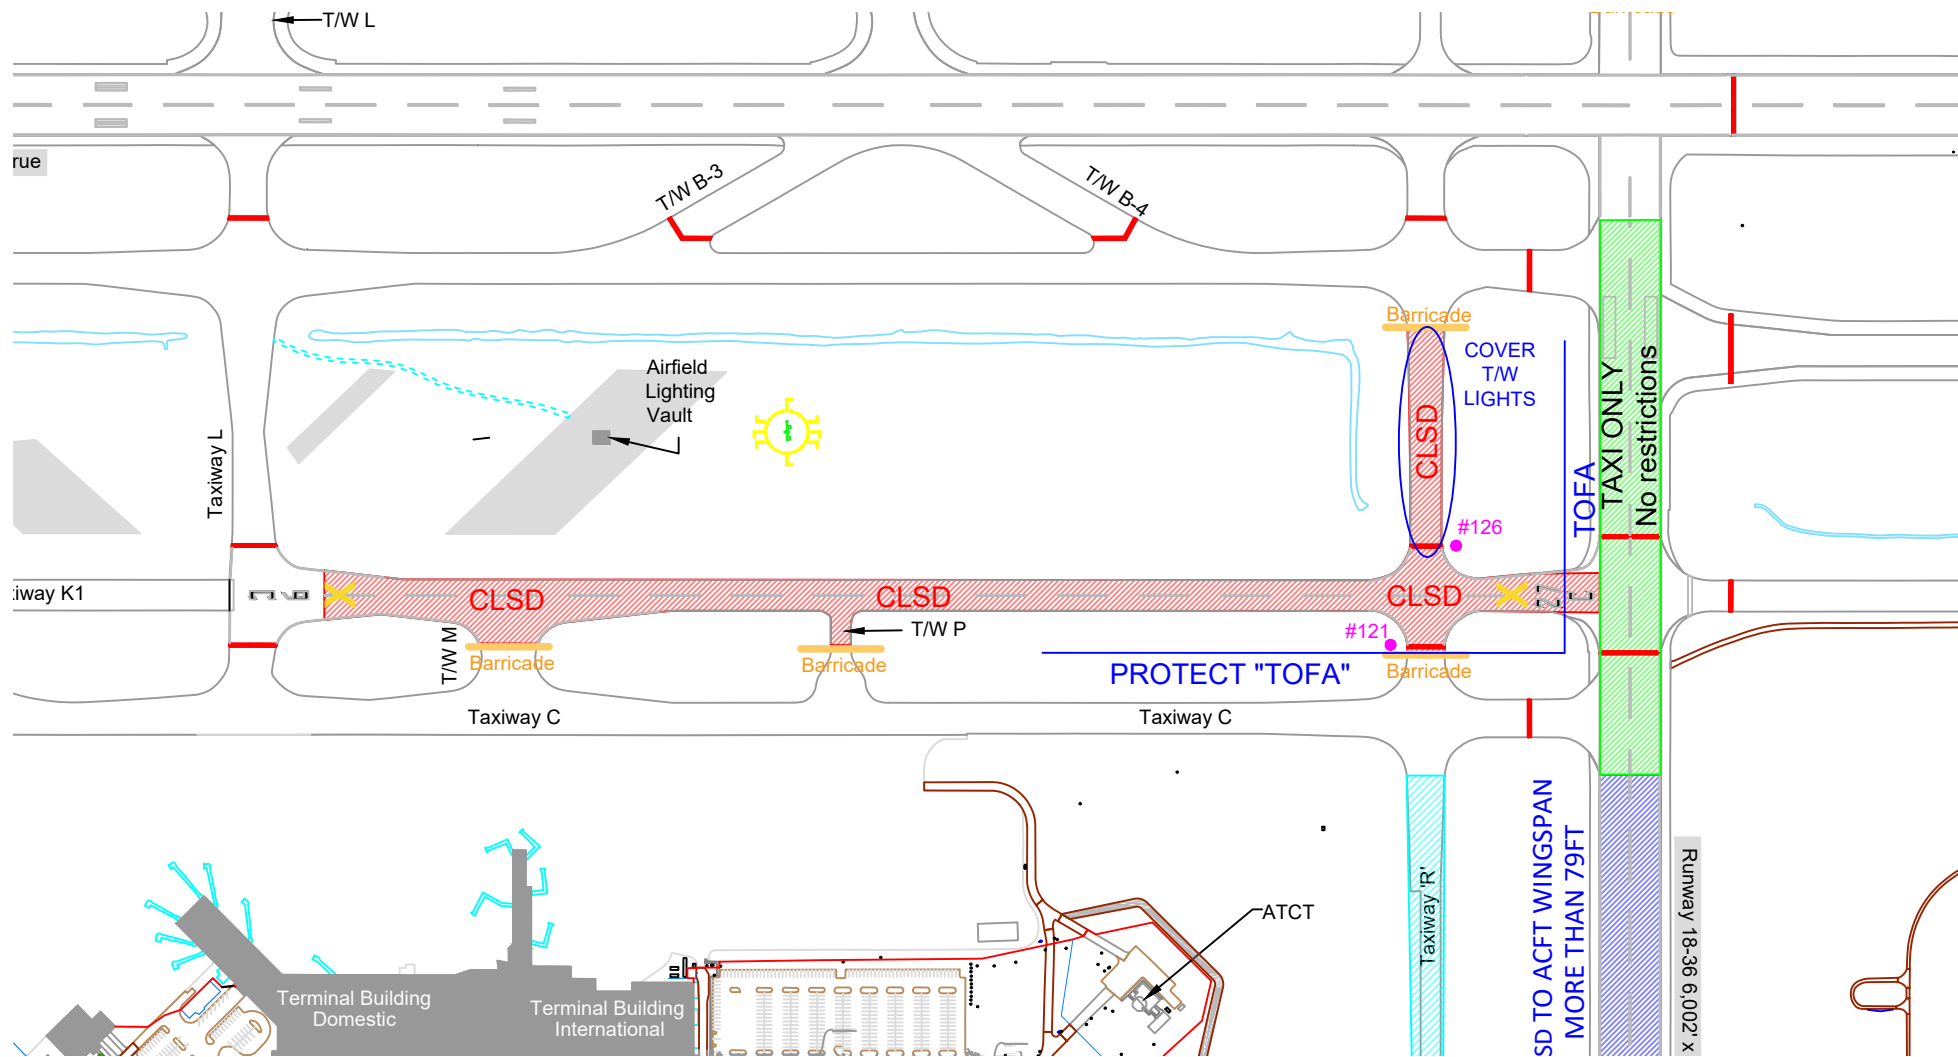 T/W L
rue
T/W B-3
T/W B-4
Barricade
COVER
T/W
LIGHTS
Airfield
Lighting
Vault
CLSD
TAXI ONLY
No restrictions
TOFA
Taxiway L
#126
iway K1
CLSD
CLSD
CLSD
27
T/W P
#121
T/W M
Barricade
Barricade
Barricade
PROTECT "TOFA"
Taxiway C
Taxiway C
SD TO ACFT WINGSPAN
MORE THAN 79FT
Taxiway 'R'
Runway 18-36 6,002' x
ATCT
Terminal Building
Domestic
Terminal Building
International